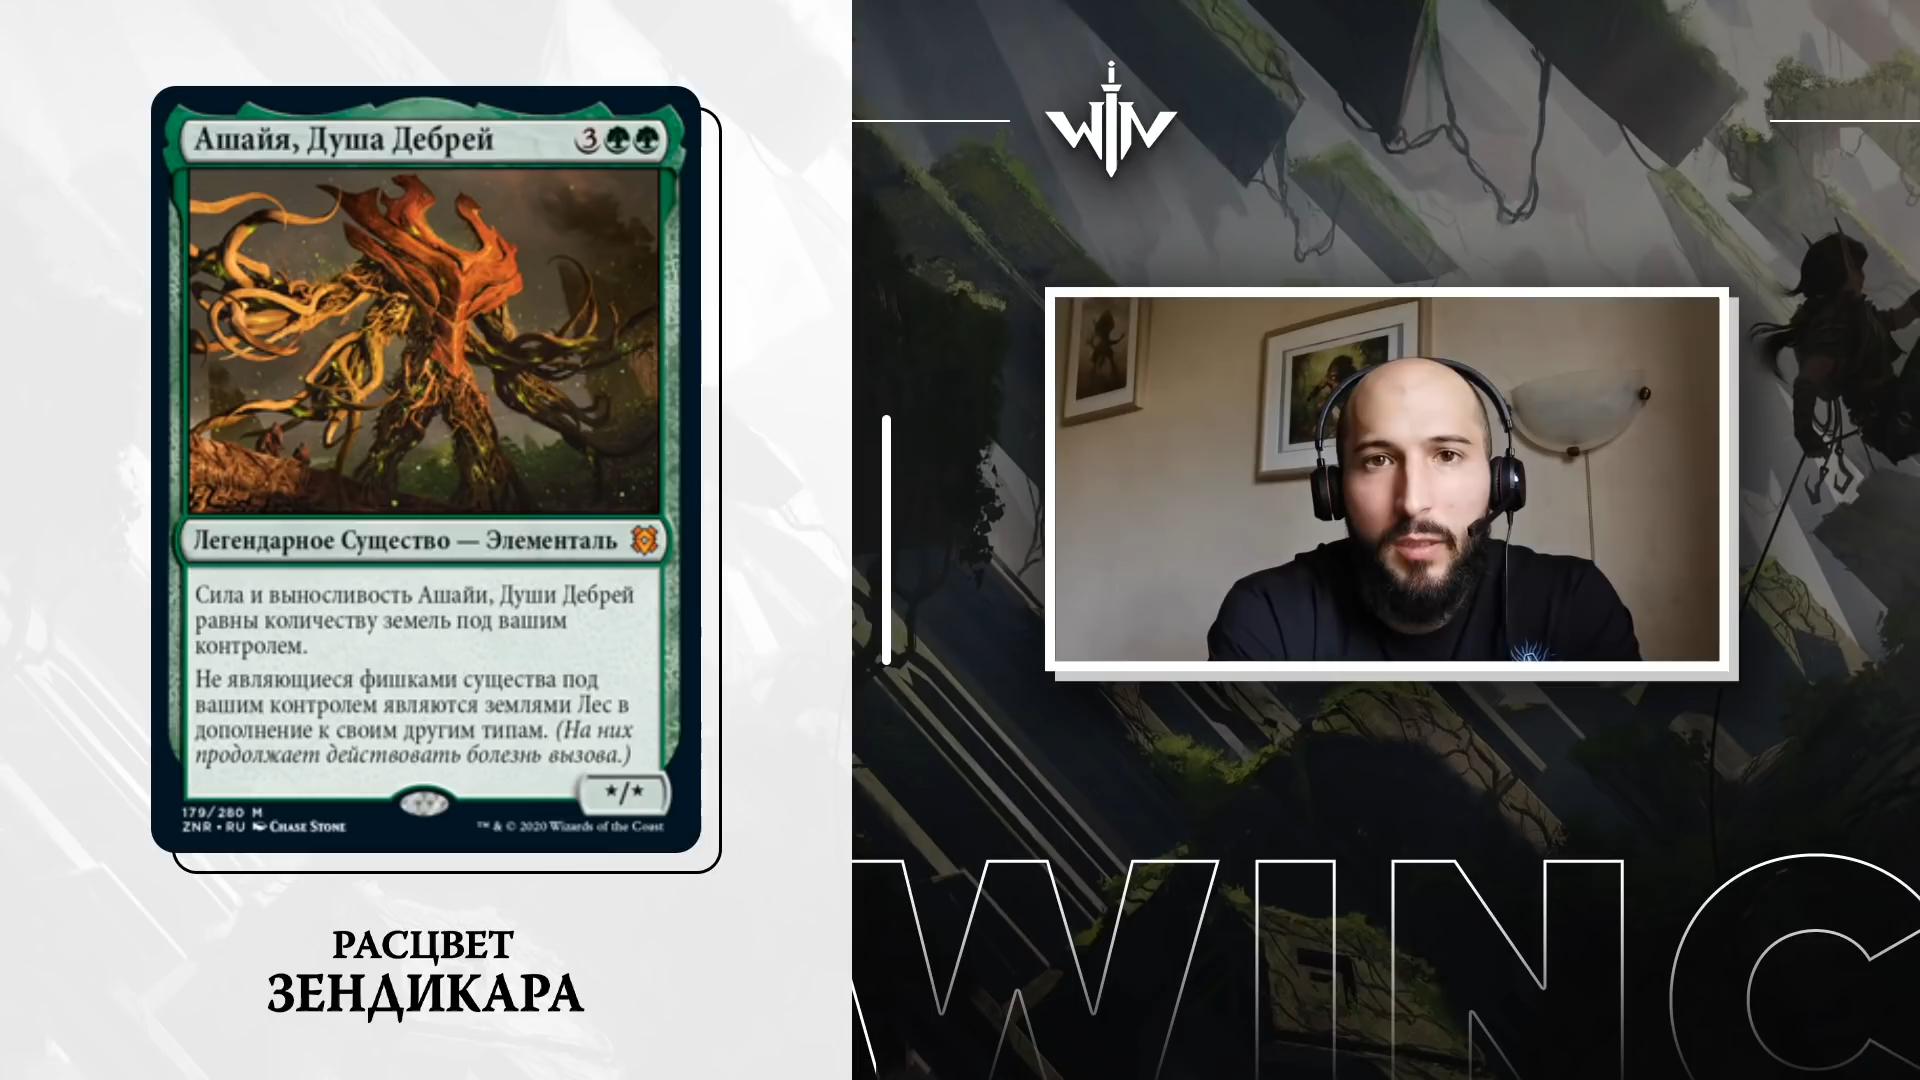 Ашайя, Душа Дебрей
3
Легендарное Существо — Элементаль
Сила и выносливость Ашайи, Души Дебрей
равны количеству земель под вашим
контролем.
Не являющиеся фишками существа под
вашим контролем являются землями Лес в
дополнение к своим другим типам. (На них
продолжает действовать болезнь вызова.)
★/★
179/280 M
ZNR • RU CHASE STONE
™ & © 2020 Wizards of the Coast
РАСЦВЕТ
ЗЕНДИКАРА
WIN
WINC